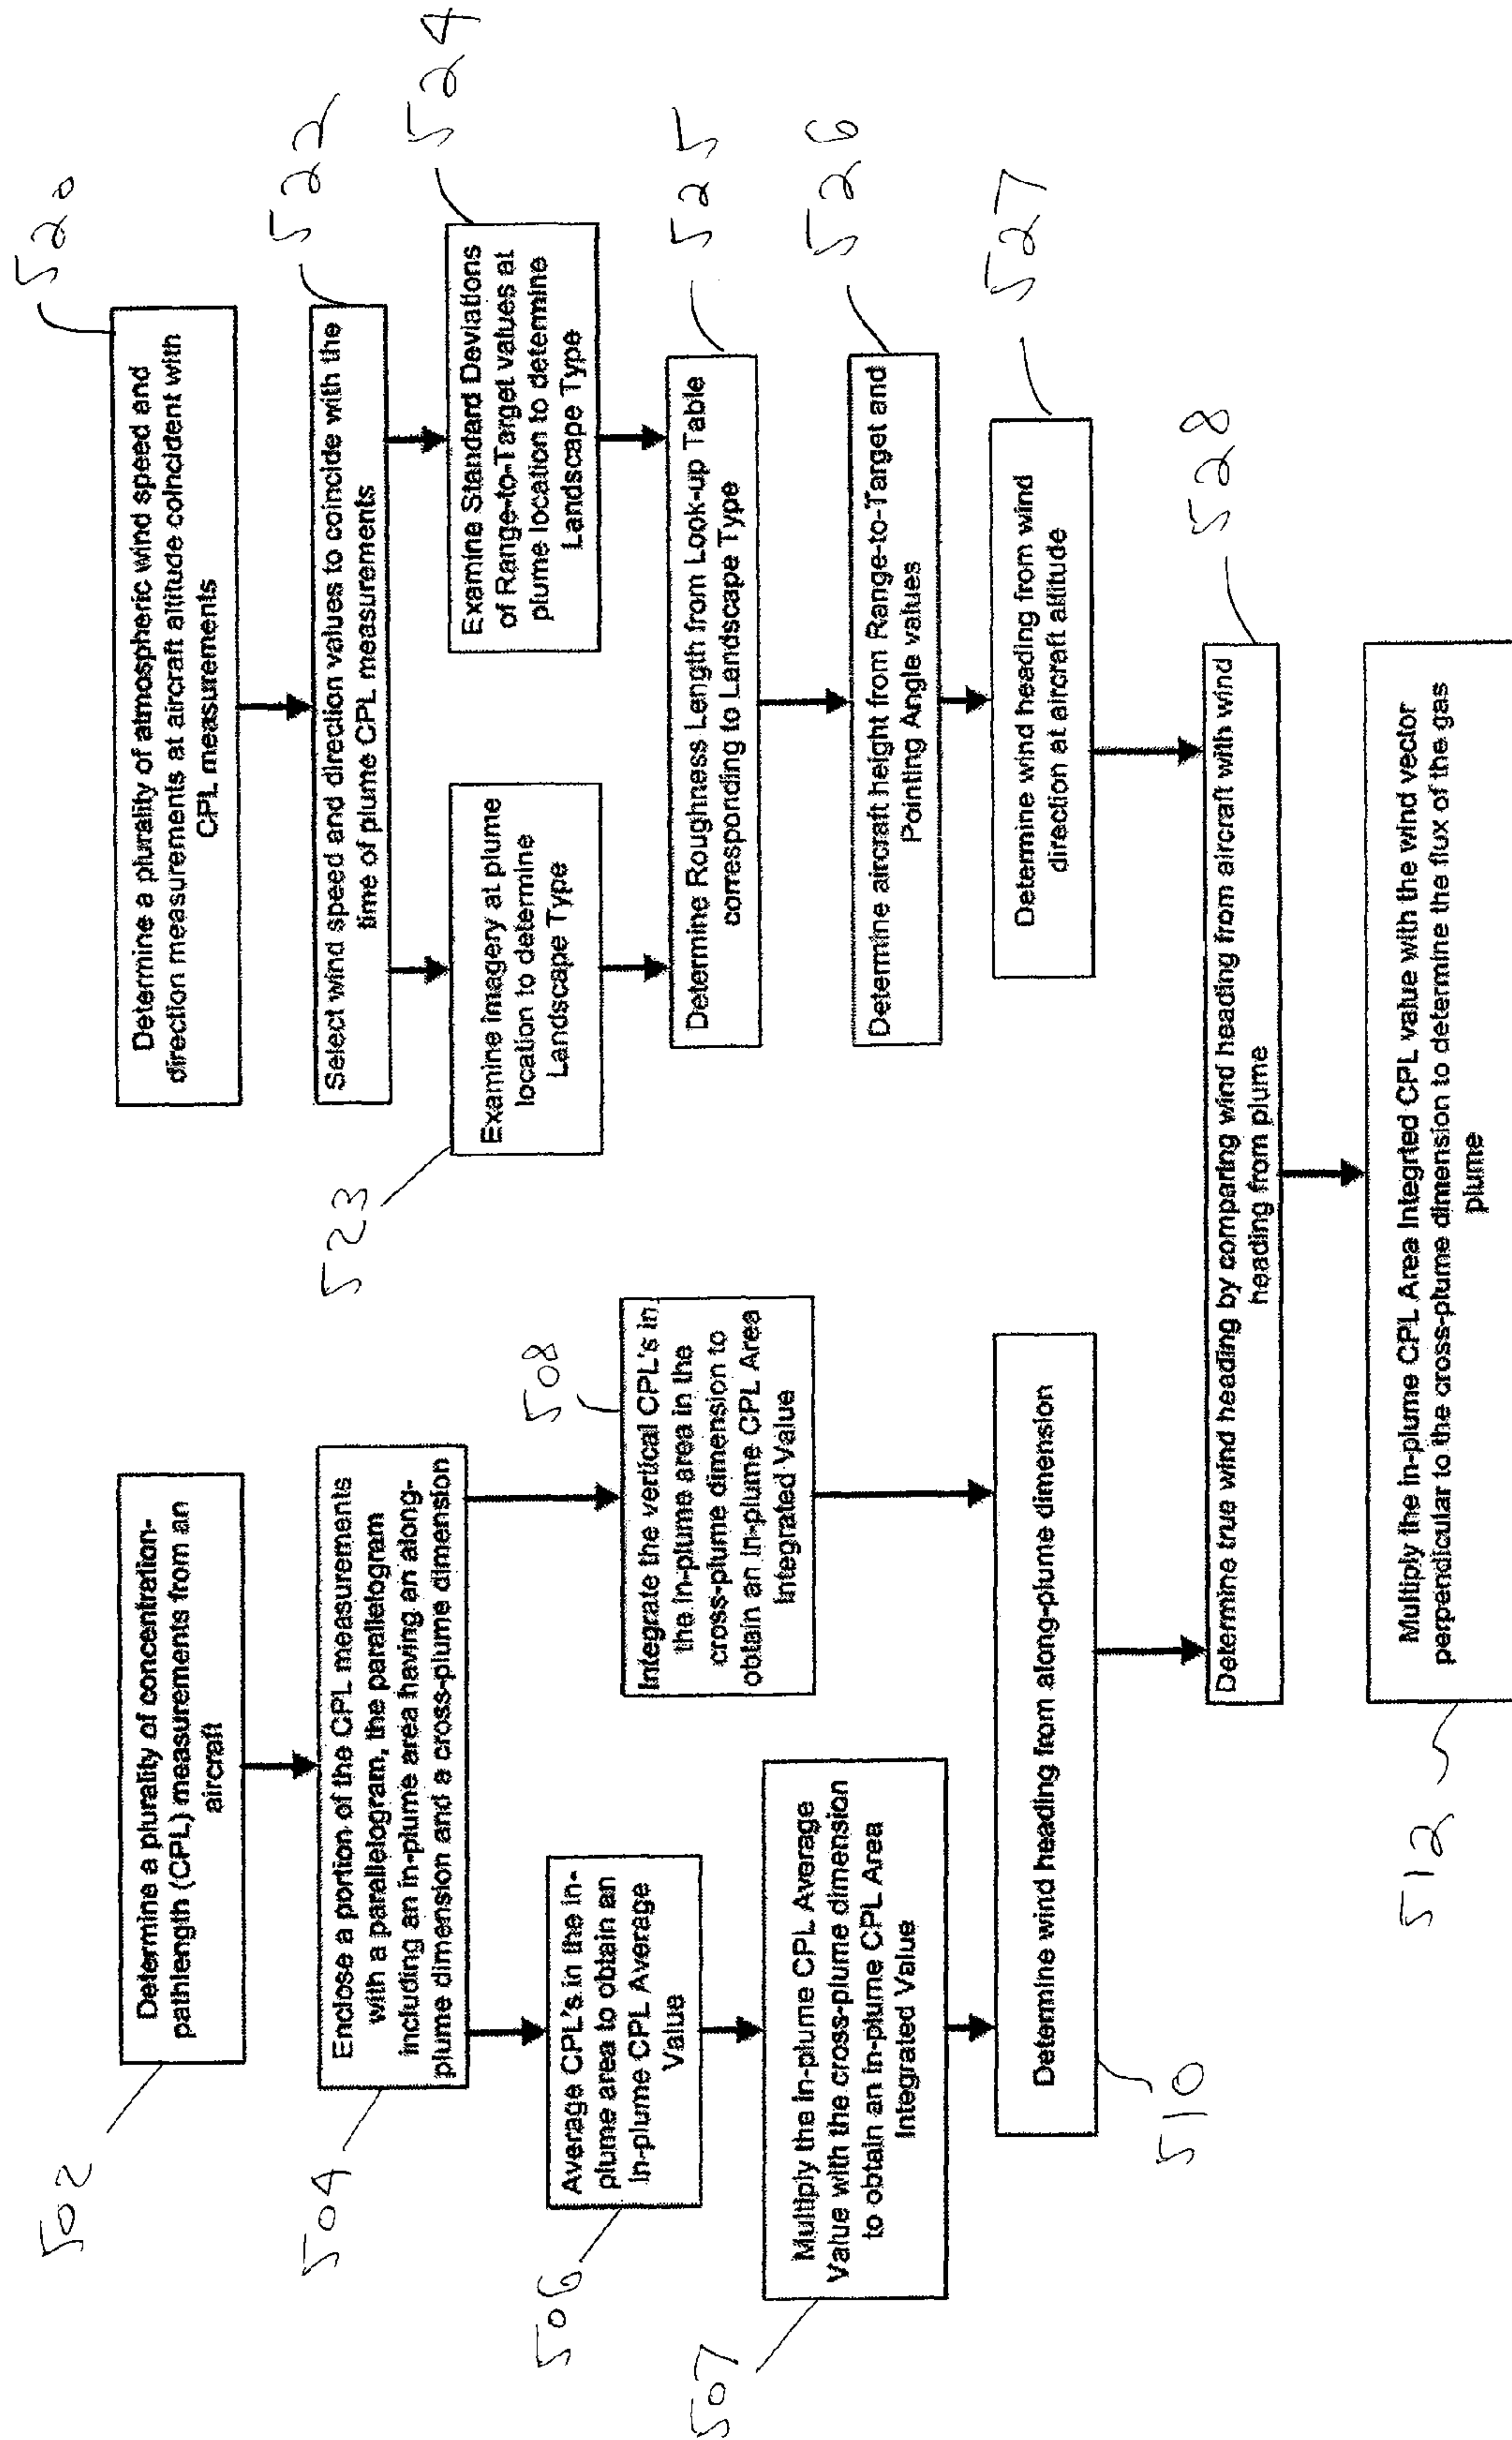 502
Determine a plurality of concentration-
pathlength (CPL) measurements from an
aircraft
504
Enclose a portion of the CPL measurements
with a parallelogram, the parallelogram
including an in-plume area having an along-
plume dimension and a cross-plume dimension
506
Average CPL's in the in-
plume area to obtain an
in-plume CPL Average
Value
508
Integrate the vertical CPL's in
the in-plume area in the
cross-plume dimension to
obtain an in-plume CPL Area
Integrated Value
507
Multiply the in-plume CPL Average
Value with the cross-plume dimension
to obtain an in-plume CPL Area
Integrated Value
510
Determine wind heading from along-plume dimension
520
Determine a plurality of atmospheric wind speed and
direction measurements at aircraft altitude coincident with
CPL measurements
522
Select wind speed and direction values to coincide with the
time of plume CPL measurements
523
Examine imagery at plume
location to determine
Landscape Type
524
Examine Standard Deviations
of Range-to-Target values at
plume location to determine
Landscape Type
525
Determine Roughness Length from Look-up Table
corresponding to Landscape Type
526
Determine aircraft height from Range-to-Target and
Pointing Angle values
527
Determine wind heading from wind
direction at aircraft altitude
528
Determine true wind heading by comparing wind heading from aircraft with wind
heading from plume
512
Multiply the in-plume CPL Area Integrted CPL value with the wind vector
perpendicular to the cross-plume dimension to determine the flux of the gas
plume